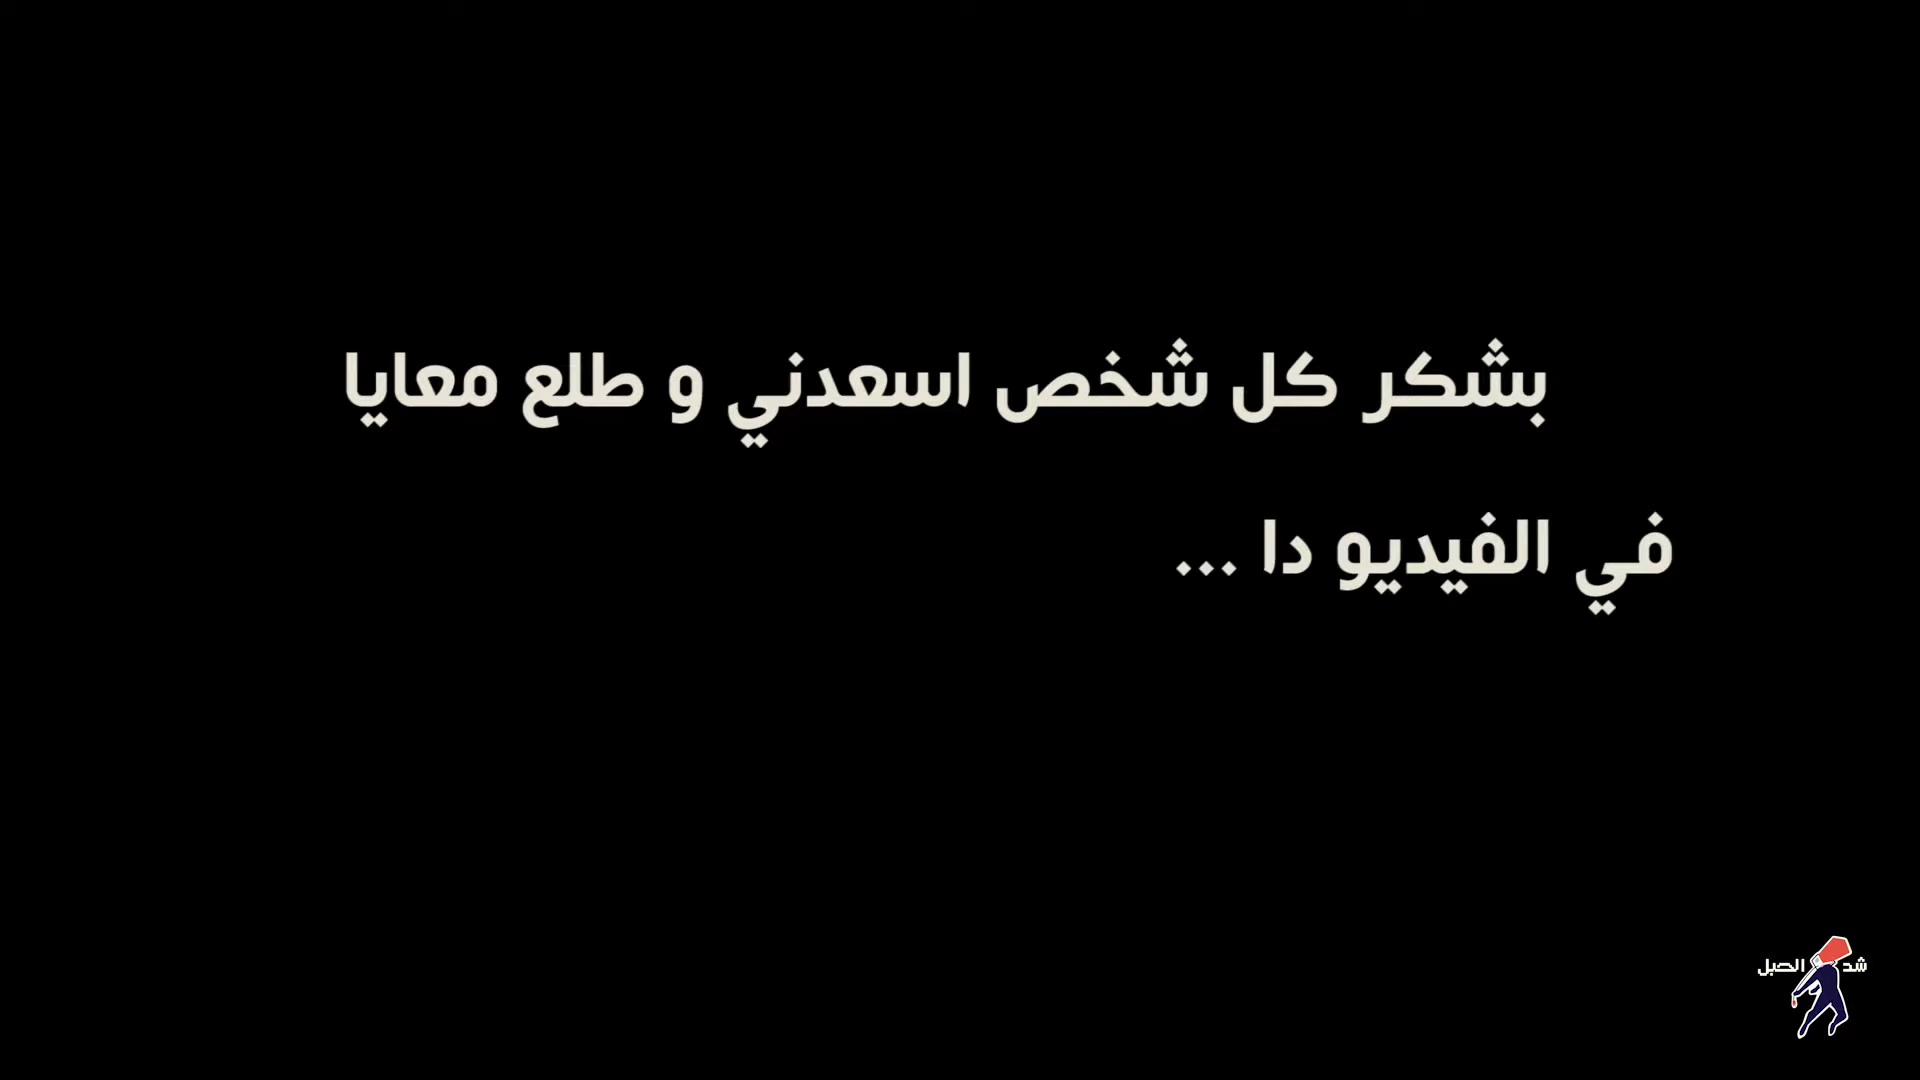 بشكر كل شخص اسعدني و طلع معايا
في الفيديو دا ...
شد الحبل